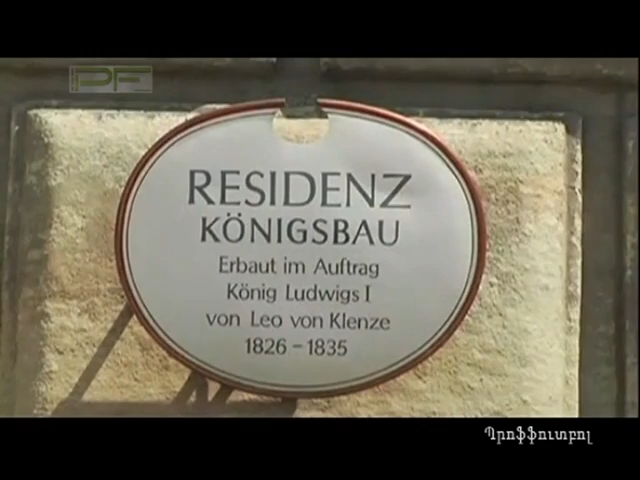 PF
RESIDENZ
KÖNIGSBAU
Erbaut im Auftrag
König Ludwigs I
von Leo von Klenze
1826 – 1835
Պրոֆֆուտբոլ